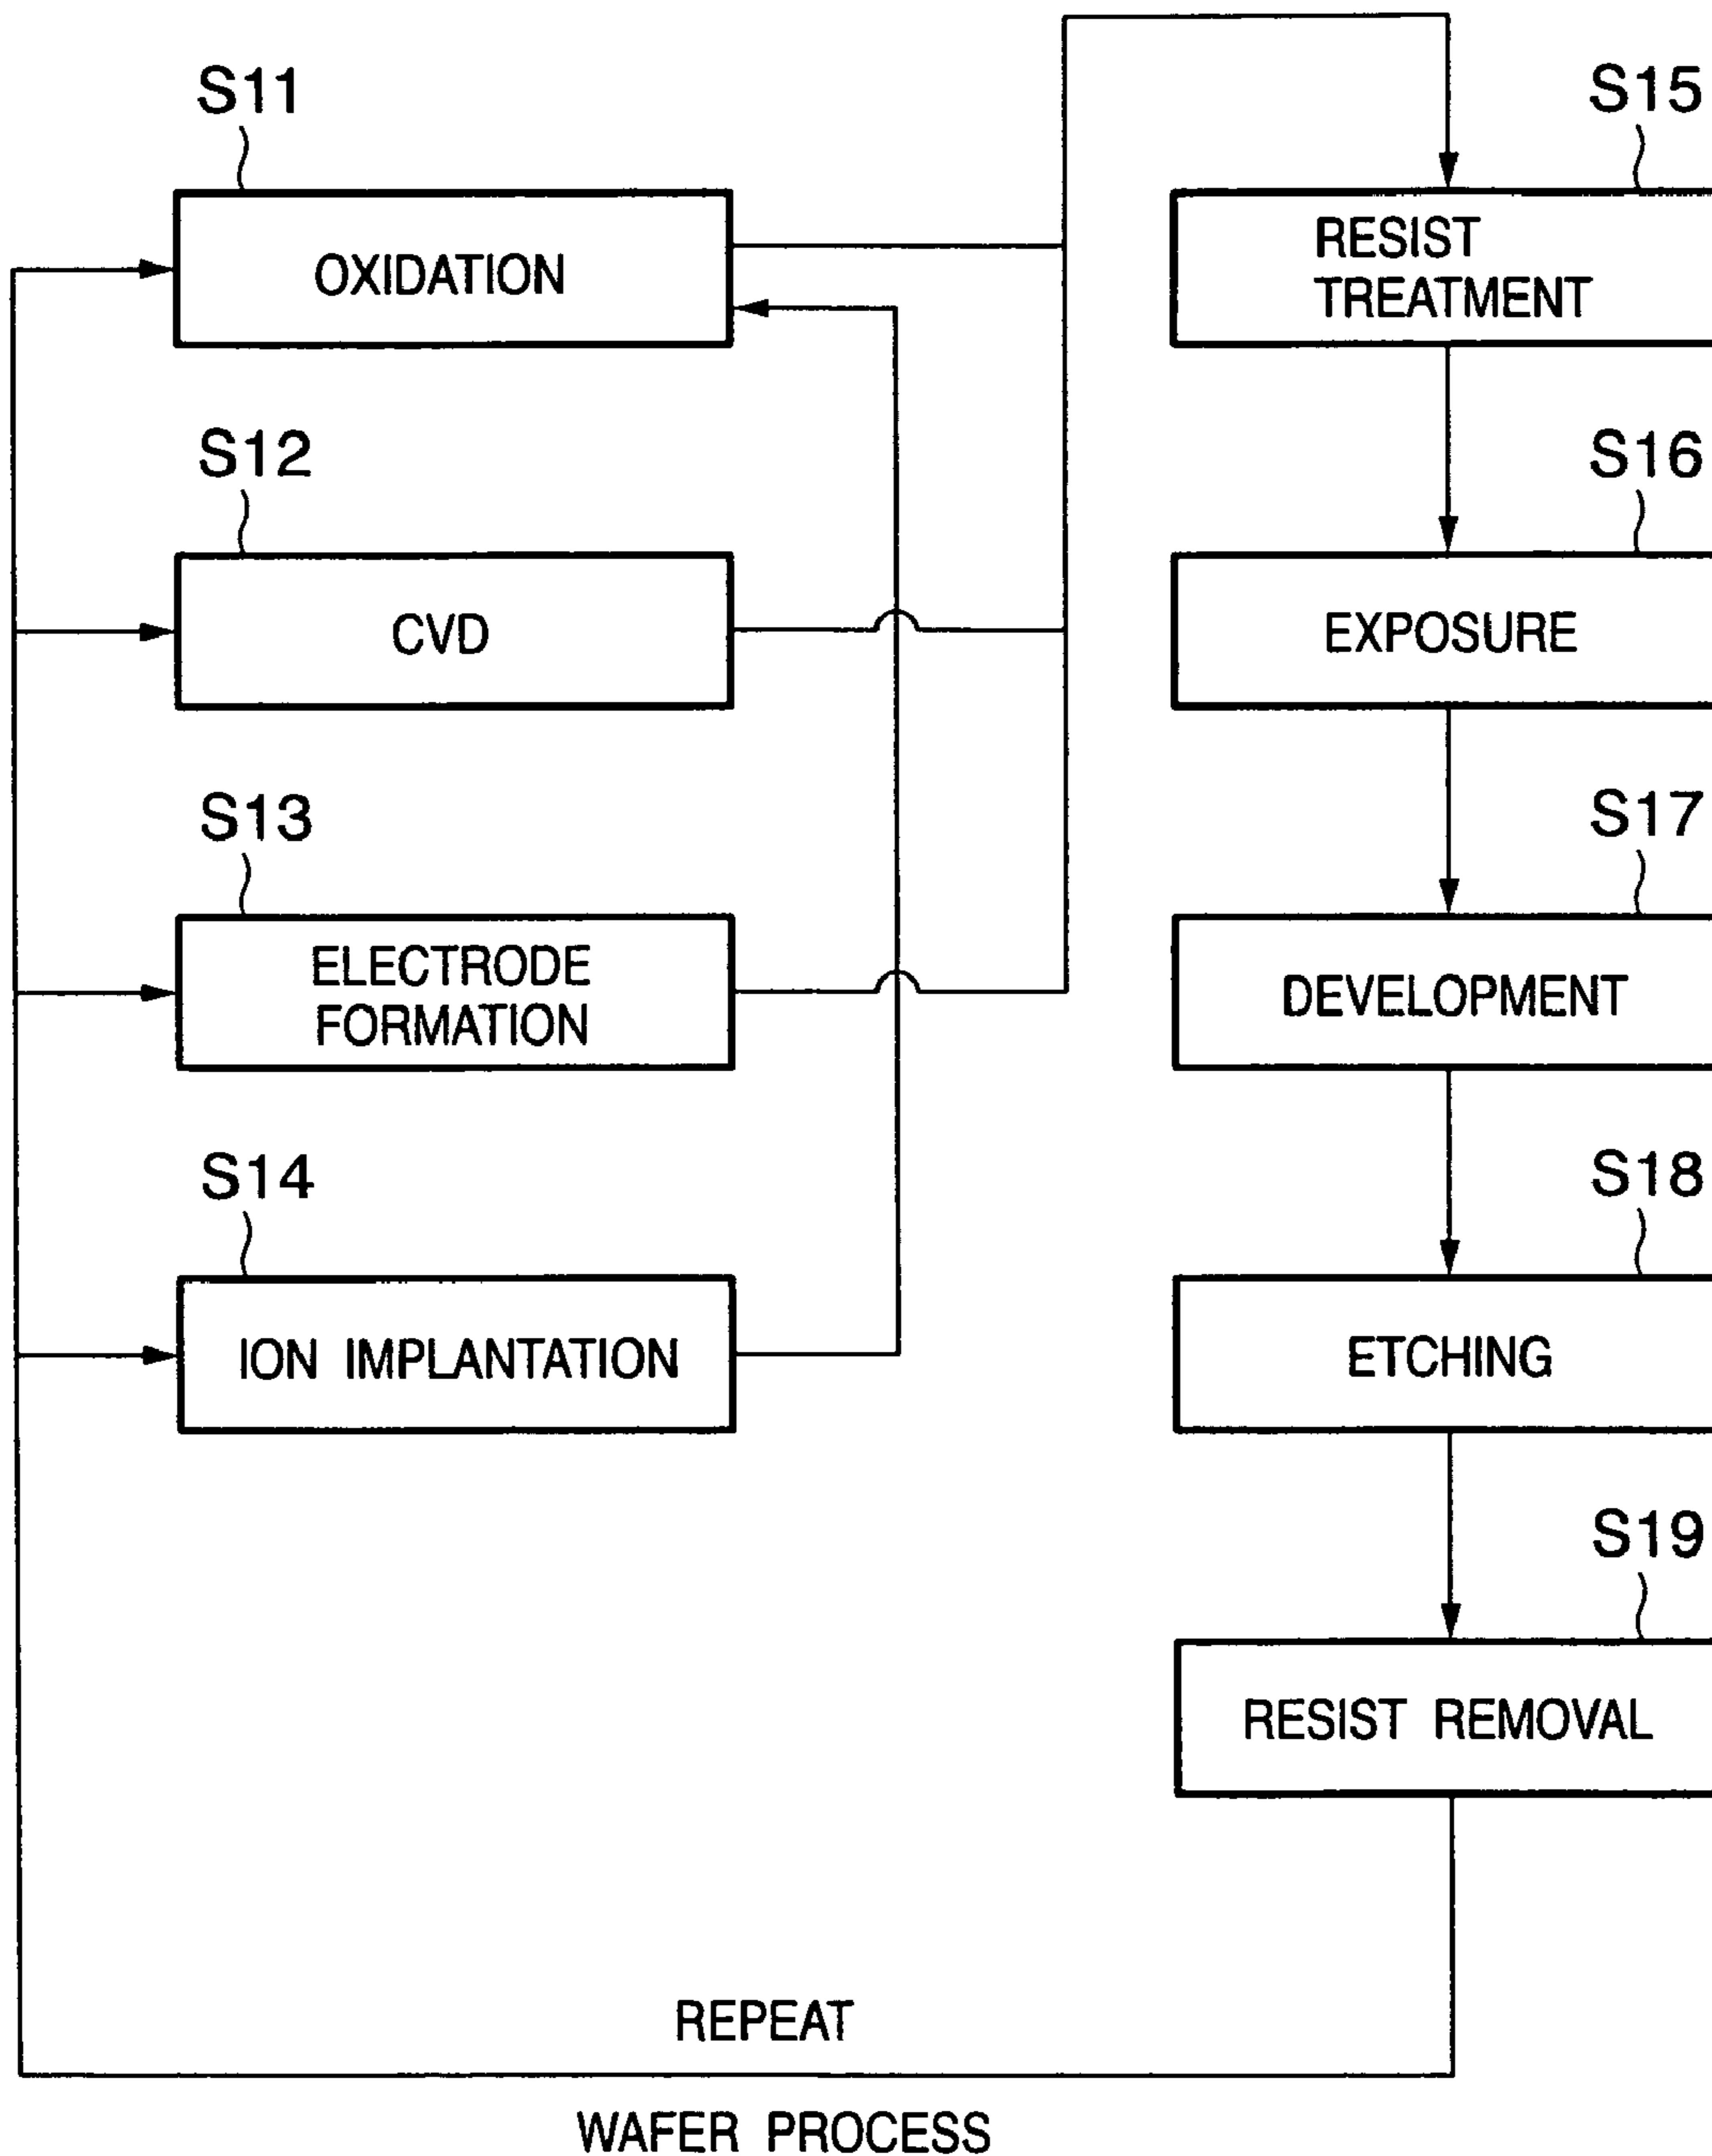 S11
OXIDATION
S12
CVD
S13
ELECTRODE
FORMATION
S14
ION IMPLANTATION
S15
RESIST
TREATMENT
S16
EXPOSURE
S17
DEVELOPMENT
S18
ETCHING
S19
RESIST REMOVAL
REPEAT
WAFER PROCESS